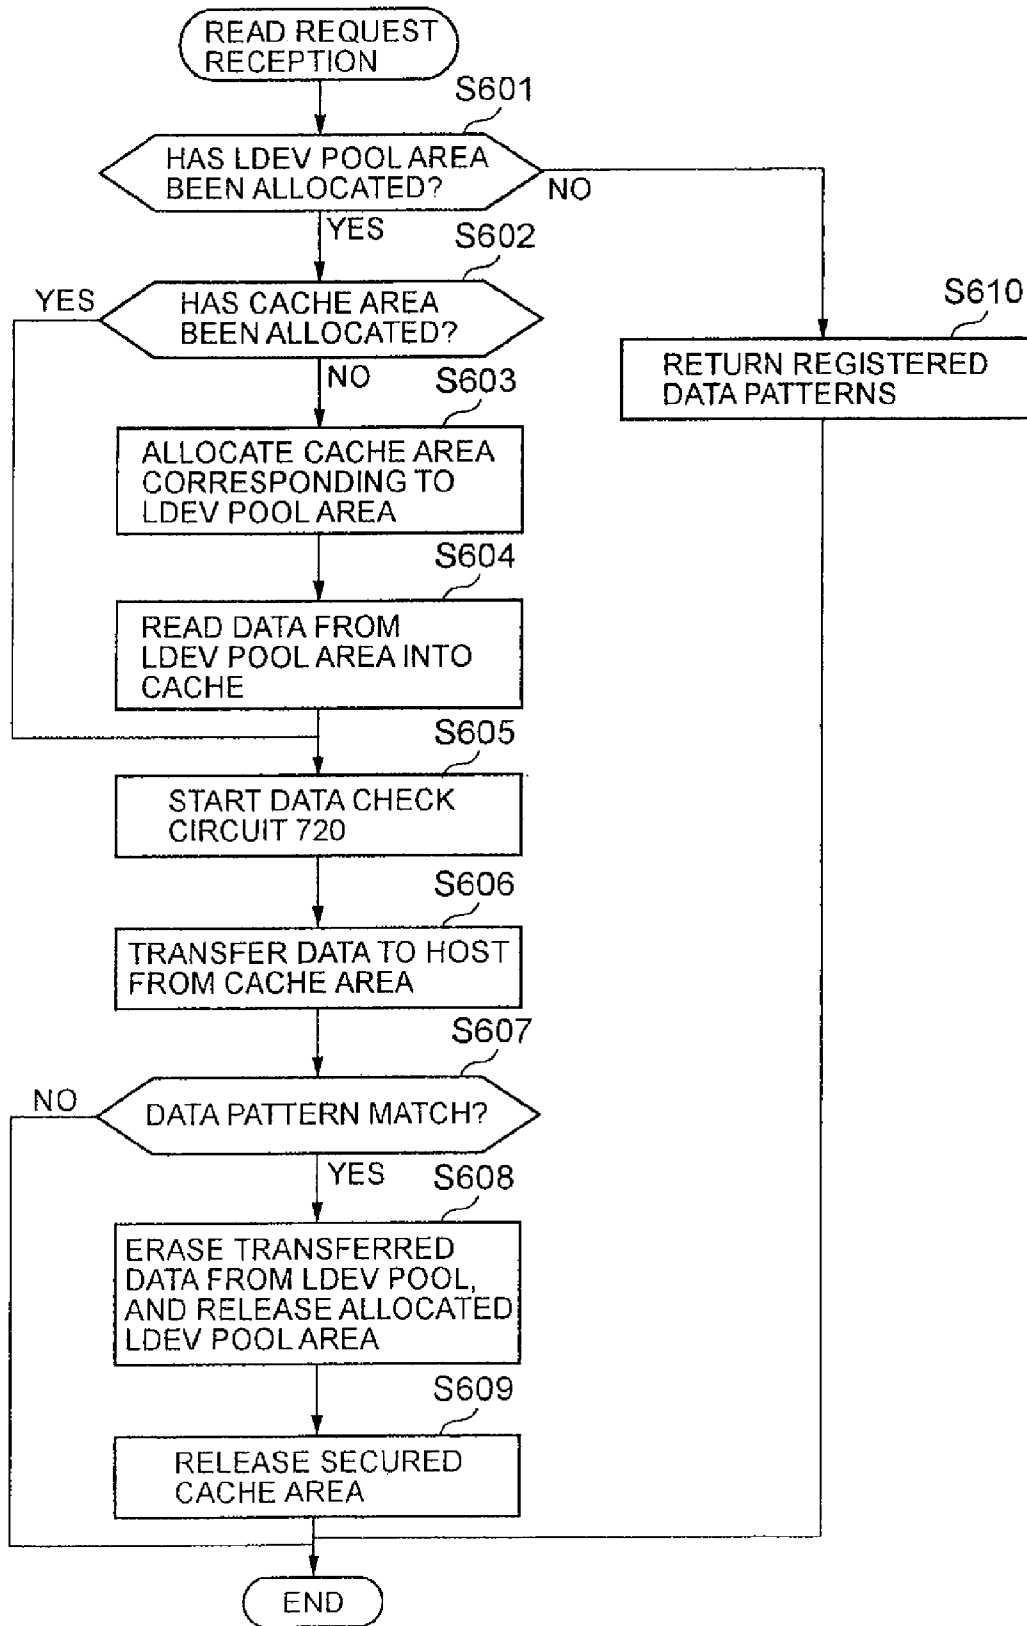 READ REQUEST
RECEPTION
S601
HAS LDEV POOL AREA
BEEN ALLOCATED?
NO
YES
S602
YES
HAS CACHE AREA
BEEN ALLOCATED?
S610
RETURN REGISTERED
DATA PATTERNS
NO
S603
ALLOCATE CACHE AREA
CORRESPONDING TO
LDEV POOL AREA
S604
READ DATA FROM
LDEV POOL AREA INTO
CACHE
S605
START DATA CHECK
CIRCUIT 720
S606
TRANSFER DATA TO HOST
FROM CACHE AREA
S607
NO
DATA PATTERN MATCH?
YES
S608
ERASE TRANSFERRED
DATA FROM LDEV POOL,
AND RELEASE ALLOCATED
LDEV POOL AREA
S609
RELEASE SECURED
CACHE AREA
END